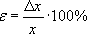 ε = Δx / x · 100%